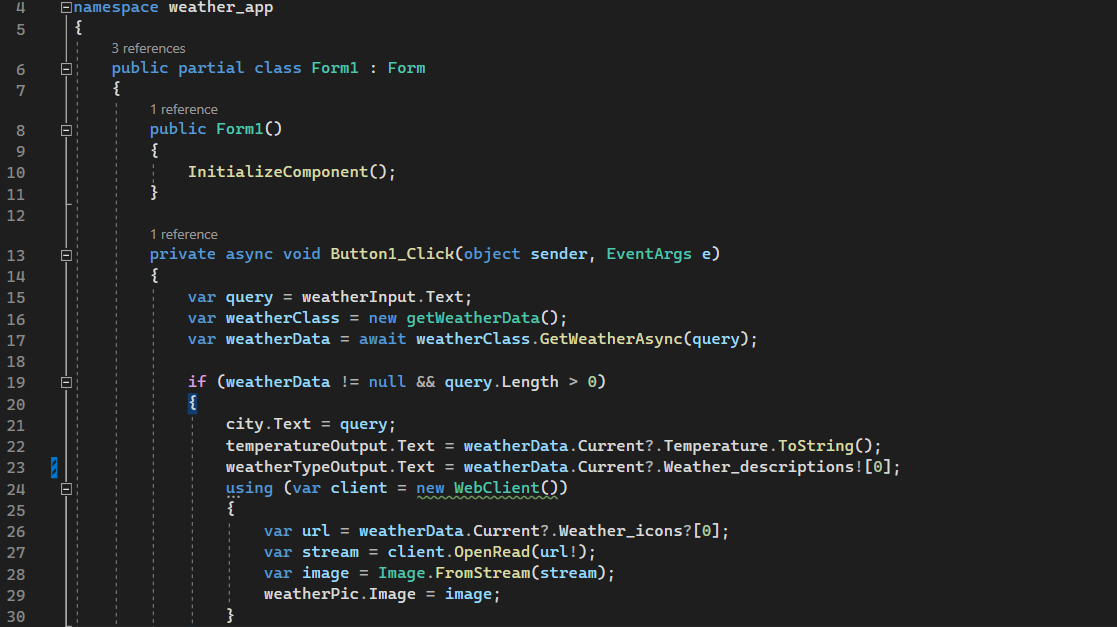 4 namespace weather_app
5 {
3 references
6 public partial class Form1 : Form
7 {
1 reference
8 public Form1()
9 {
10 InitializeComponent();
11 }
12
1 reference
13 private async void Button1_Click(object sender, EventArgs e)
14 {
15 var query = weatherInput.Text;
16 var weatherClass = new getWeatherData();
17 var weatherData = await weatherClass.GetWeatherAsync(query);
18
19 if (weatherData != null && query.Length > 0)
20 {
21 city.Text = query;
22 temperatureOutput.Text = weatherData.Current?.Temperature.ToString();
23 weatherTypeOutput.Text = weatherData.Current?.Weather_descriptions![0];
24 using (var client = new WebClient())
25 {
26 var url = weatherData.Current?.Weather_icons?[0];
27 var stream = client.OpenRead(url!);
28 var image = Image.FromStream(stream);
29 weatherPic.Image = image;
30 }